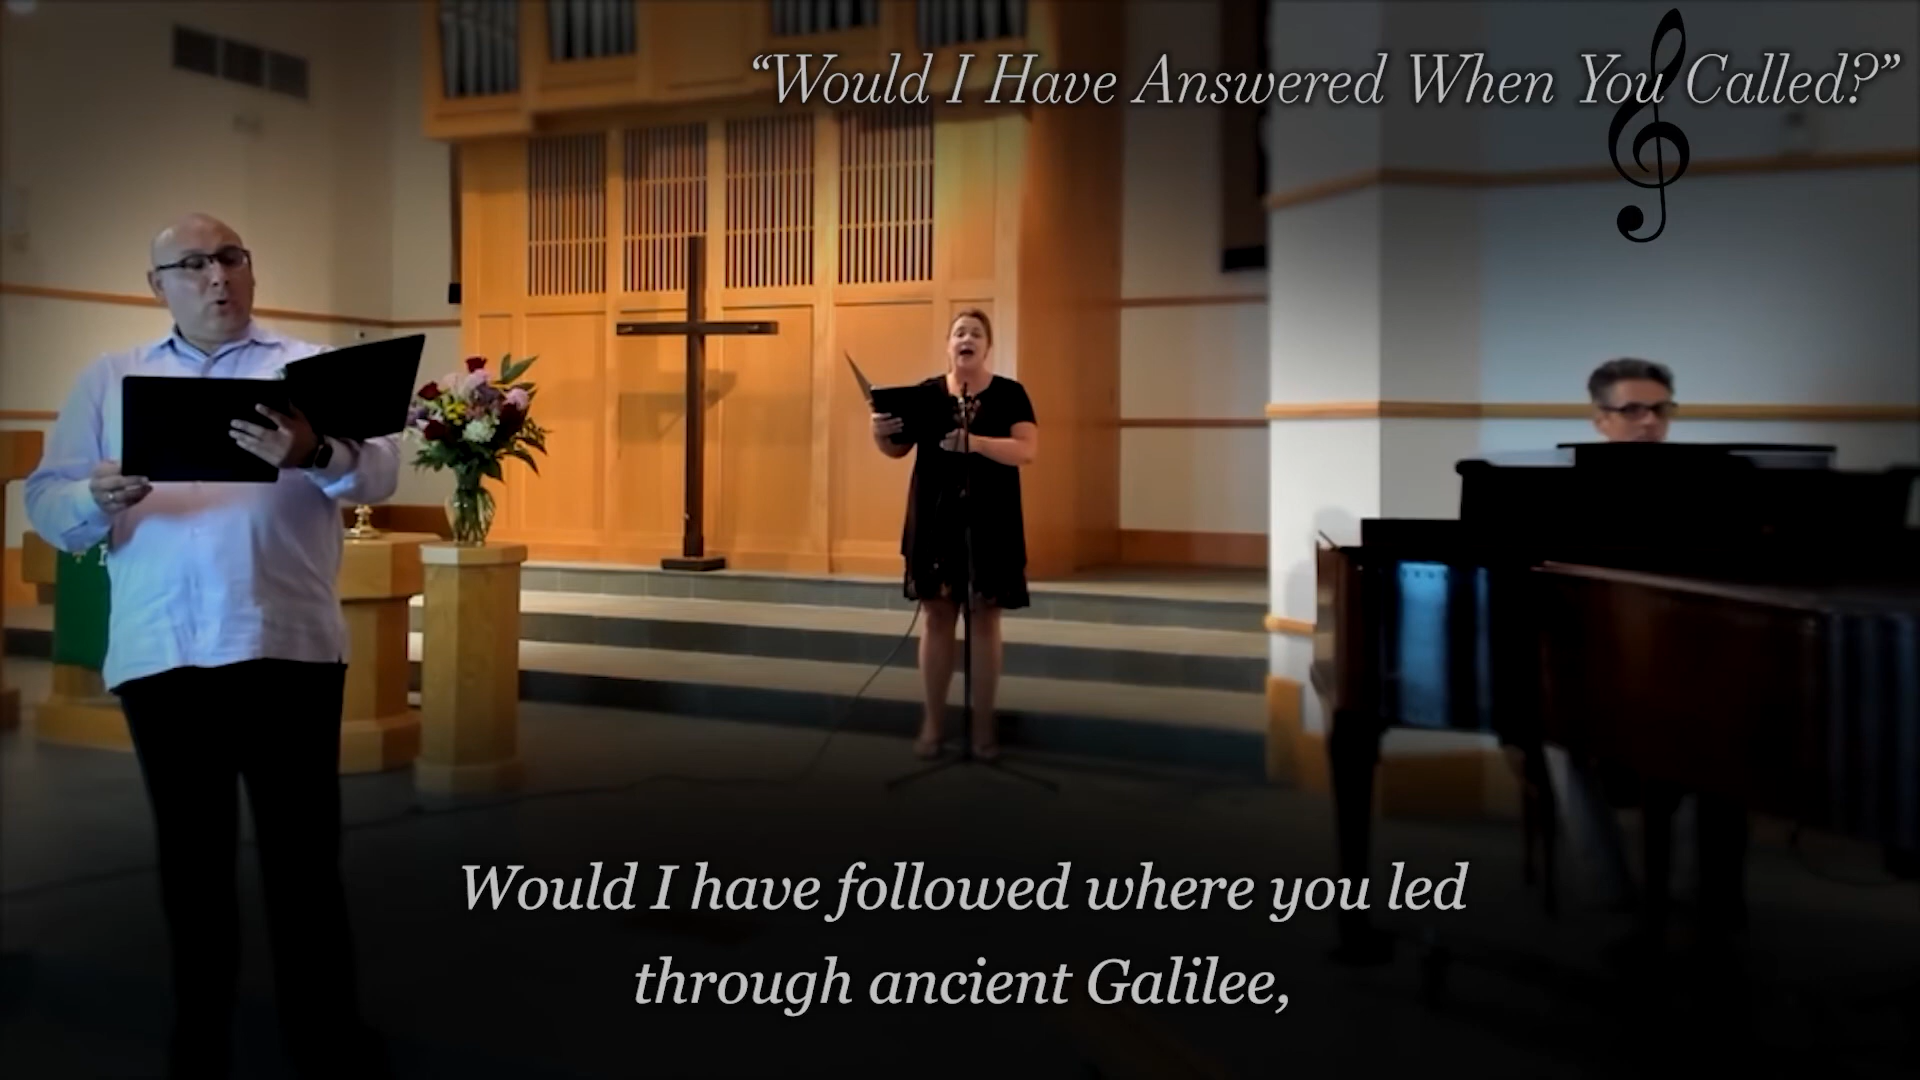 “Would I Have Answered When You Called?”
Would I have followed where you led
through ancient Galilee,